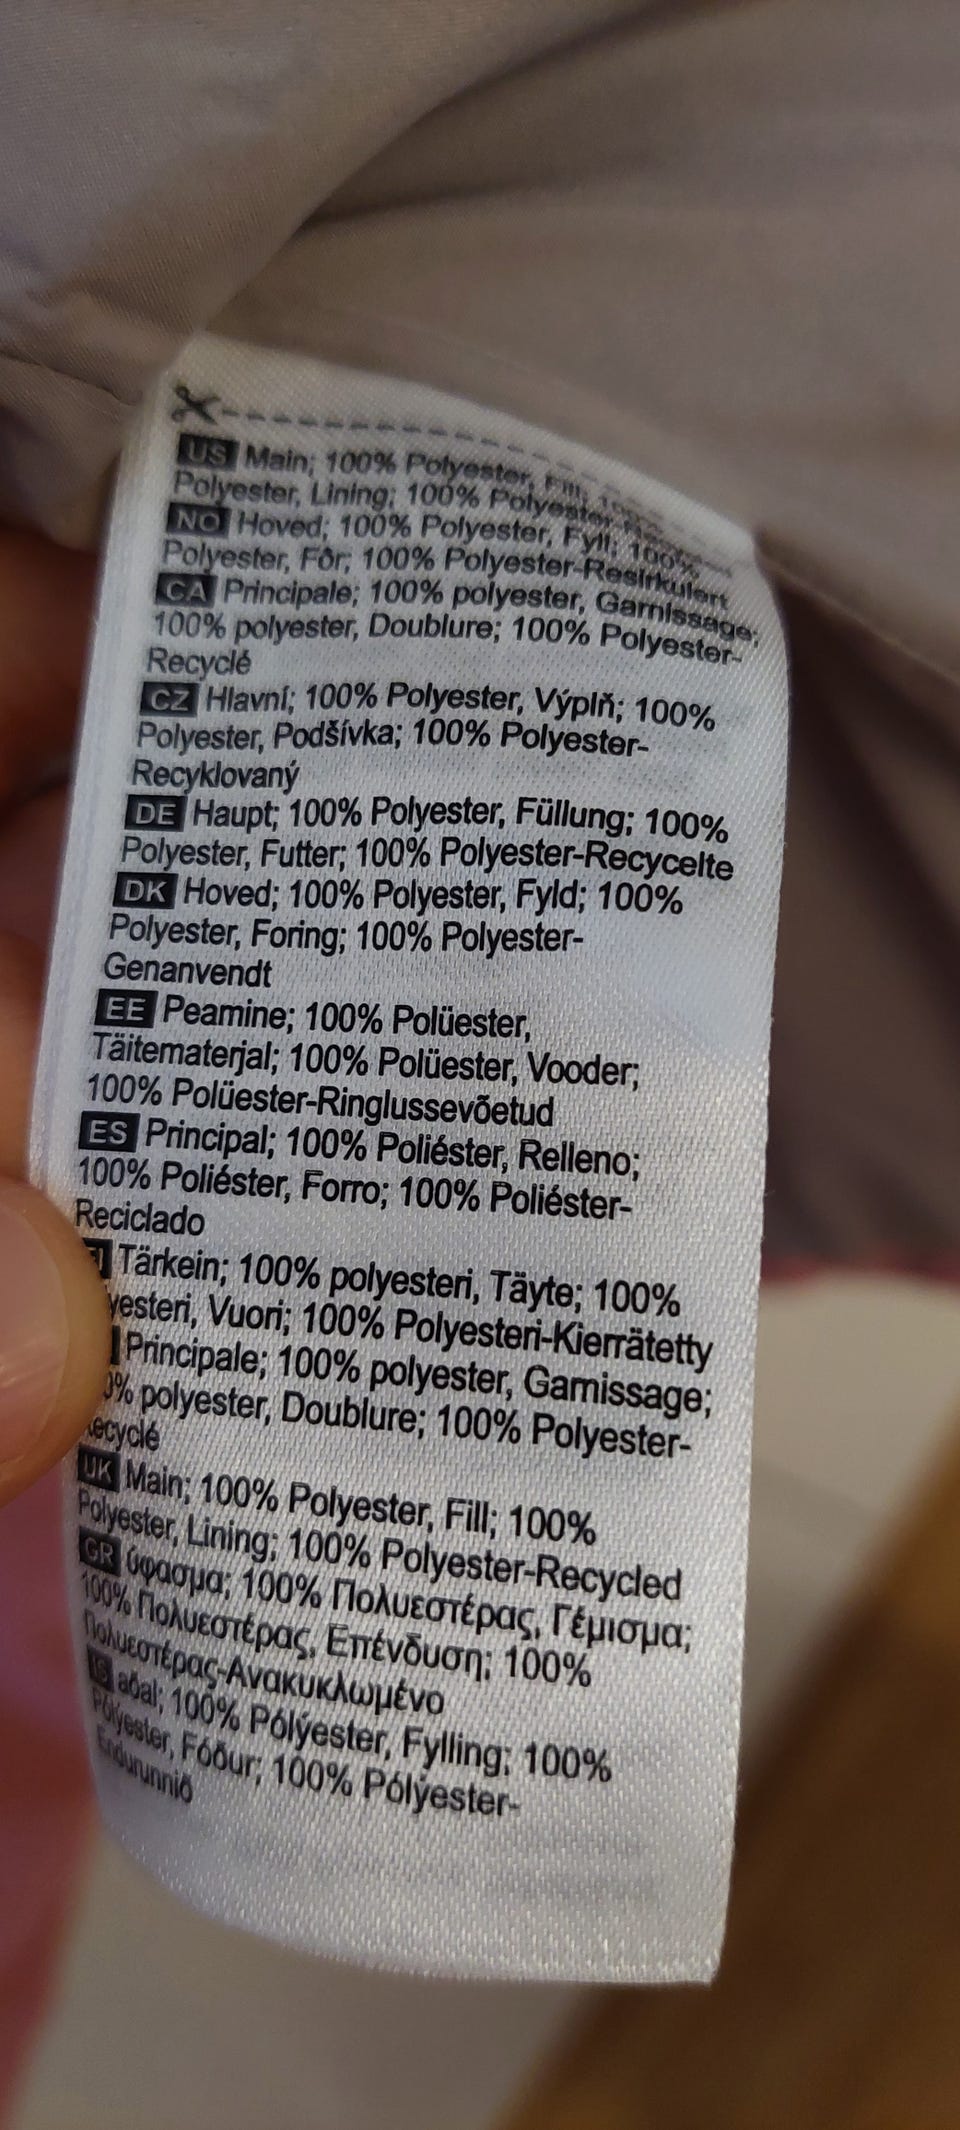 US Main; 100% Polyester, Fill; 100%
Polyester, Lining; 100% Polyester-
NO Hoved; 100% Polyester, Fyll; 100%
Polyester, Fôr; 100% Polyester-Resirkulert
CA Principale; 100% polyester, Garnissage;
100% polyester, Doublure; 100% Polyester-
Recyclé
CZ Hlavní; 100% Polyester, Výplň; 100%
Polyester, Podšívka; 100% Polyester-
Recyklovaný
DE Haupt; 100% Polyester, Füllung; 100%
Polyester, Futter; 100% Polyester-Recycelte
DK Hoved; 100% Polyester, Fyld; 100%
Polyester, Foring; 100% Polyester-
Genanvendt
EE Peamine; 100% Polüester,
Täitematerjal; 100% Polüester, Vooder;
100% Polüester-Ringlussevõetud
ES Principal; 100% Poliéster, Relleno;
100% Poliéster, Forro; 100% Poliéster-
Reciclado
Tärkein; 100% polyesteri, Täyte; 100%
yesteri, Vuori; 100% Polyesteri-Kierrätetty
Principale; 100% polyester, Garnissage;
0% polyester, Doublure; 100% Polyester-
ecyclé
UK Main; 100% Polyester, Fill; 100%
Polyester, Lining; 100% Polyester-Recycled
GR ύφασμα; 100% Πολυεστέρας, Γέμισμα;
100% Πολυεστέρας, Επένδυση; 100%
Πολυεστέρας-Ανακυκλωμένο
IS aðal; 100% Pólýester, Fylling; 100%
Pólýester, Fóður; 100% Pólýester-
Endurunnið